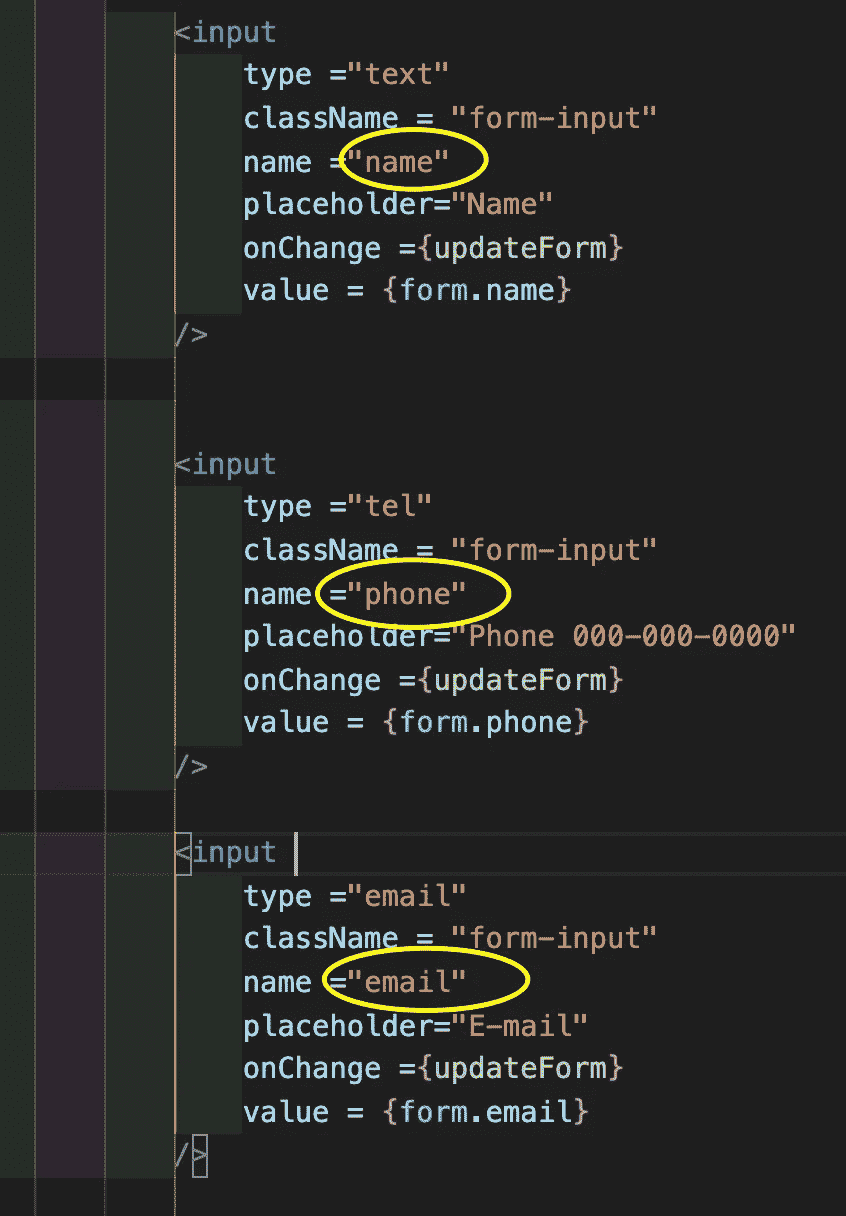 <input
type ="text"
className = "form-input"
name ="name"
placeholder="Name"
onChange ={updateForm}
value = {form.name}
/>
<input
type ="tel"
className = "form-input"
name ="phone"
placeholder="Phone 000-000-0000"
onChange ={updateForm}
value = {form.phone}
/>
<input
type ="email"
className = "form-input"
name ="email"
placeholder="E-mail"
onChange ={updateForm}
value = {form.email}
/>